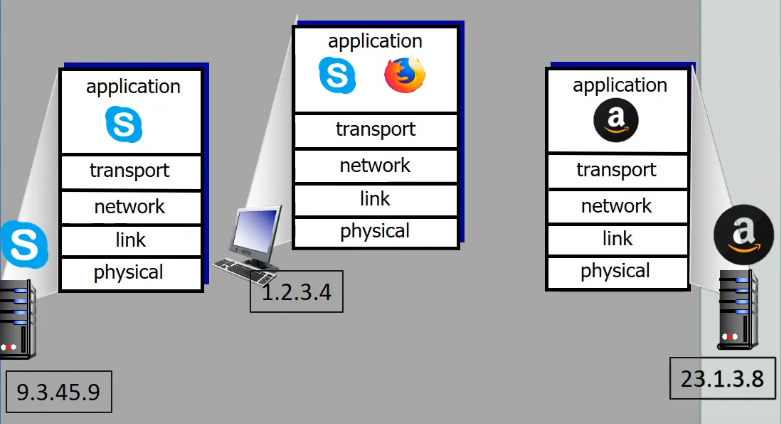 application
S
transport
network
link
physical
S
9.3.45.9
application
S
transport
network
link
physical
1.2.3.4
application
a
transport
network
link
physical
a
23.1.3.8